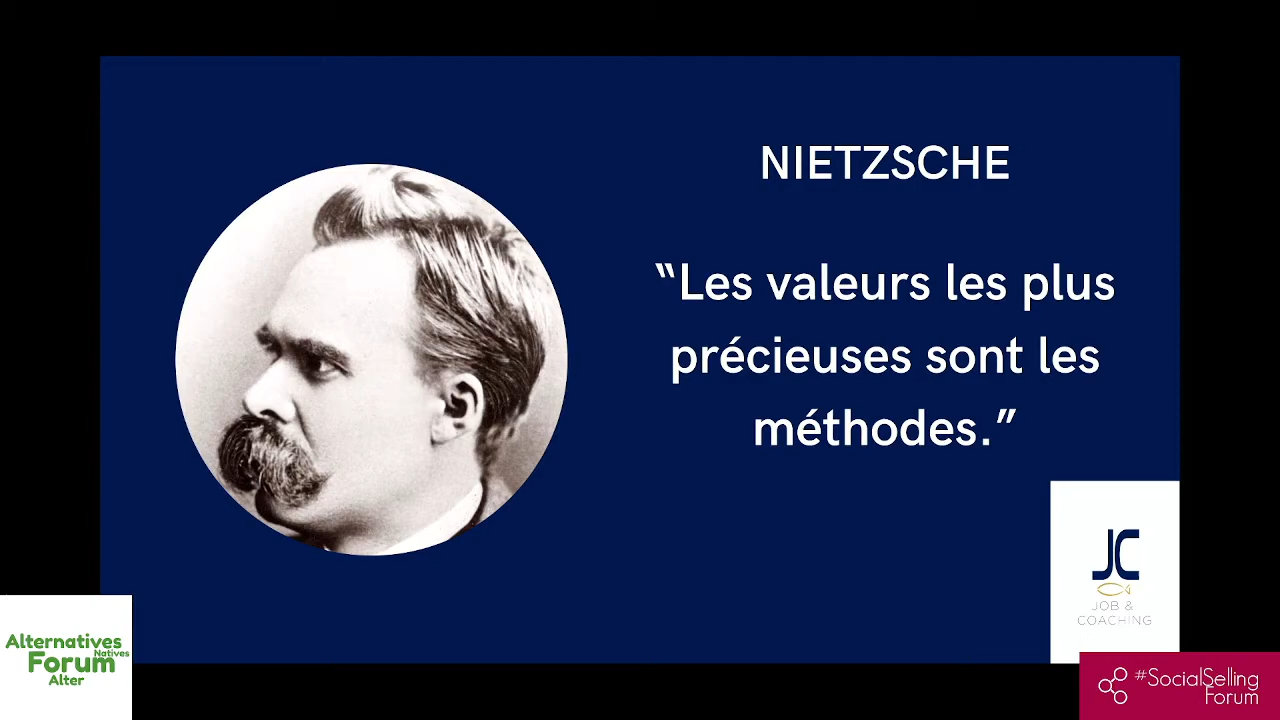 NIETZSCHE
“Les valeurs les plus
précieuses sont les
méthodes.”
JC
JOB &
COACHING
Alternatives
Natives
Forum
Alter
#SocialSelling
Forum